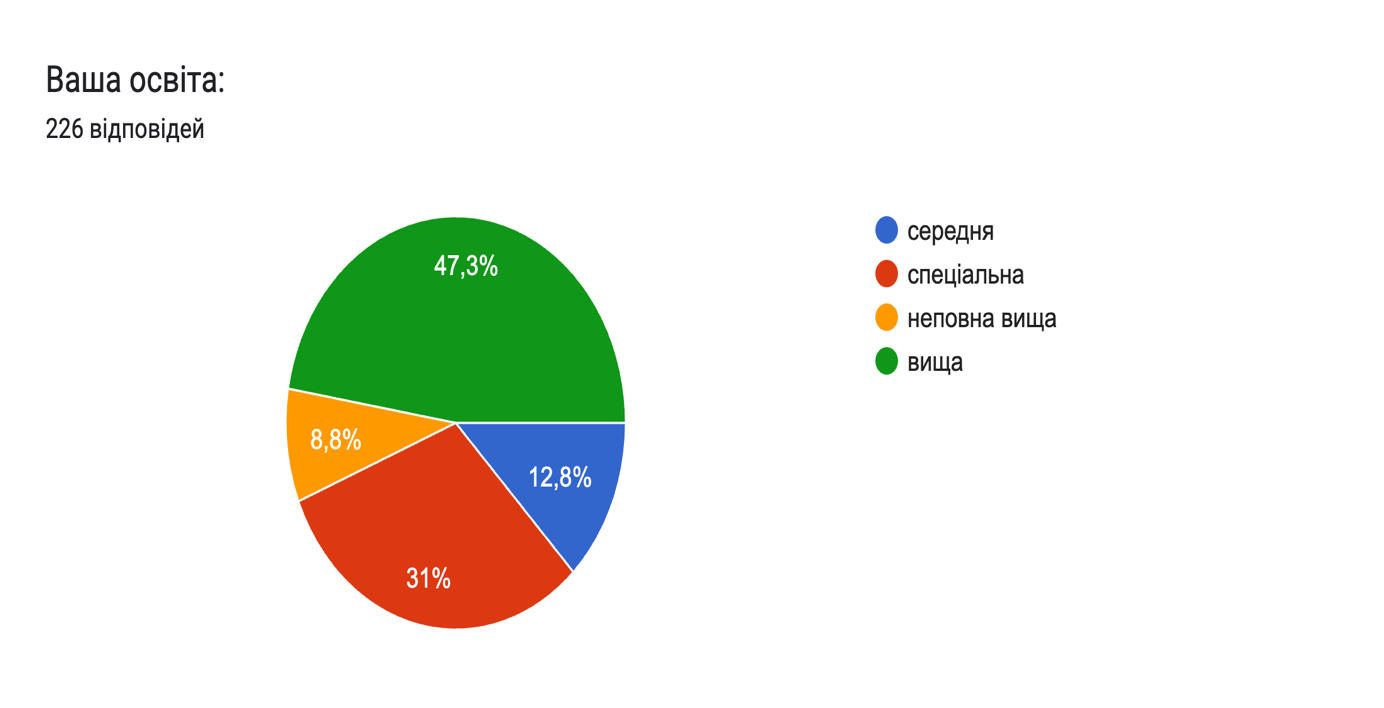 Ваша освіта:
226 відповідей
47,3%
8,8%
12,8%
31%
середня
спеціальна
неповна вища
вища